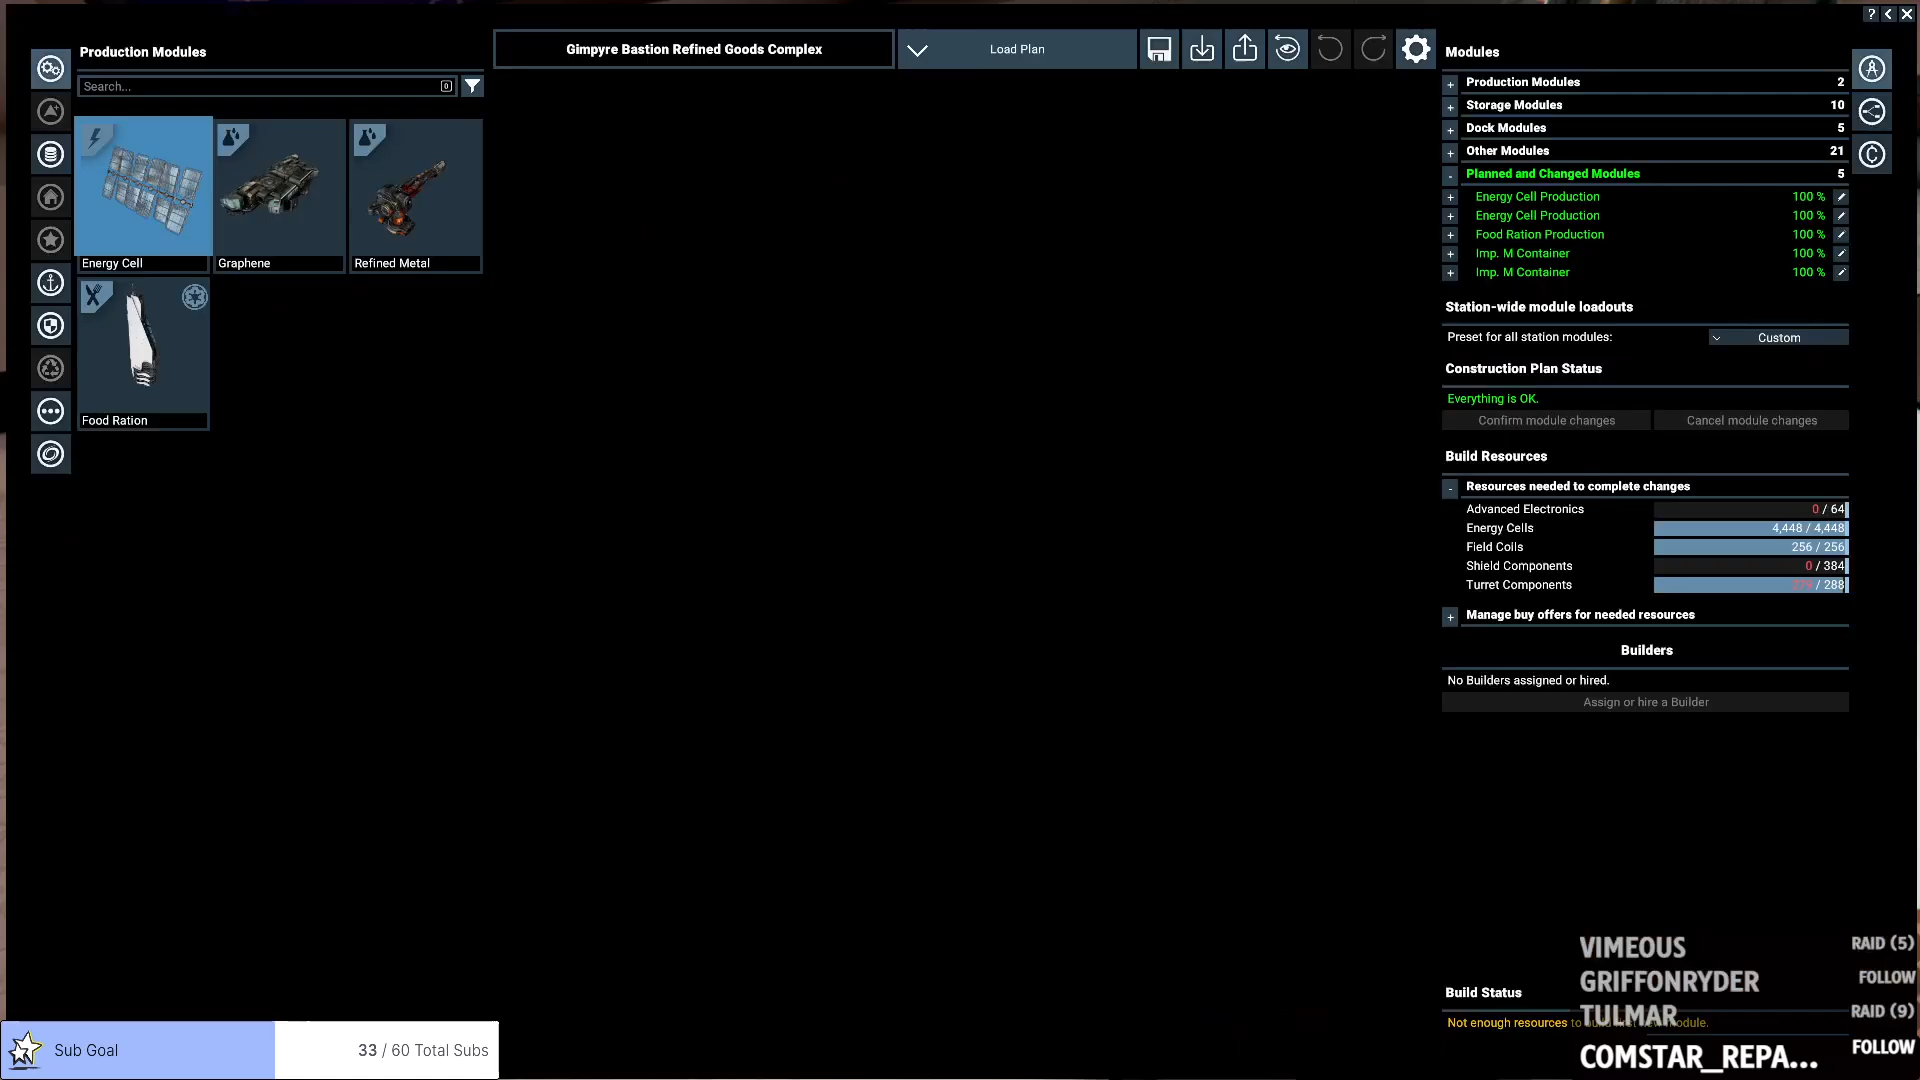 Production Modules
Search...
0
Energy Cell
Graphene
Refined Metal
Food Ration
Gimpyre Bastion Refined Goods Complex
Load Plan
?
Modules
+ Production Modules 2
+ Storage Modules 10
+ Dock Modules 5
+ Other Modules 21
- Planned and Changed Modules 5
+ Energy Cell Production 100 %
+ Energy Cell Production 100 %
+ Food Ration Production 100 %
+ Imp. M Container 100 %
+ Imp. M Container 100 %
Station-wide module loadouts
Preset for all station modules: Custom
Construction Plan Status
Everything is OK.
Confirm module changes Cancel module changes
Build Resources
- Resources needed to complete changes
Advanced Electronics 0 / 64
Energy Cells 4,448 / 4,448
Field Coils 256 / 256
Shield Components 0 / 384
Turret Components / 288
+ Manage buy offers for needed resources
Builders
No Builders assigned or hired.
Assign or hire a Builder
Build Status
Not enough resources to module.
VIMEOUS RAID (5)
GRIFFONRYDER FOLLOW
TULMAR RAID (9)
COMSTAR_REPA... FOLLOW
Sub Goal 33 / 60 Total Subs